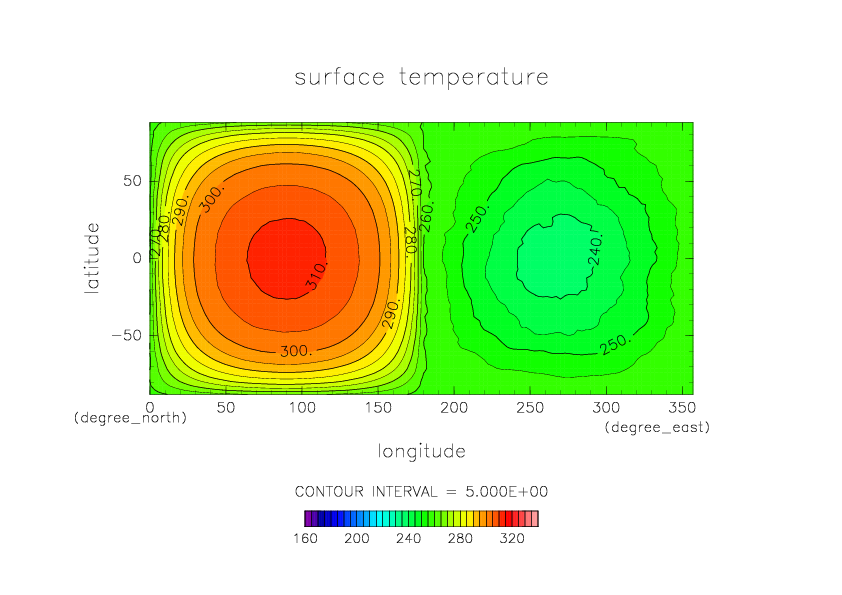 surface temperature
50
0
−50
latitude
270.
280.
290.
300.
310.
300.
290.
280.
270.
260.
250.
240.
250.
0 50 100 150 200 250 300 350
(degree_north)
(degree_east)
longitude
CONTOUR INTERVAL = 5.000E+00
160 200 240 280 320